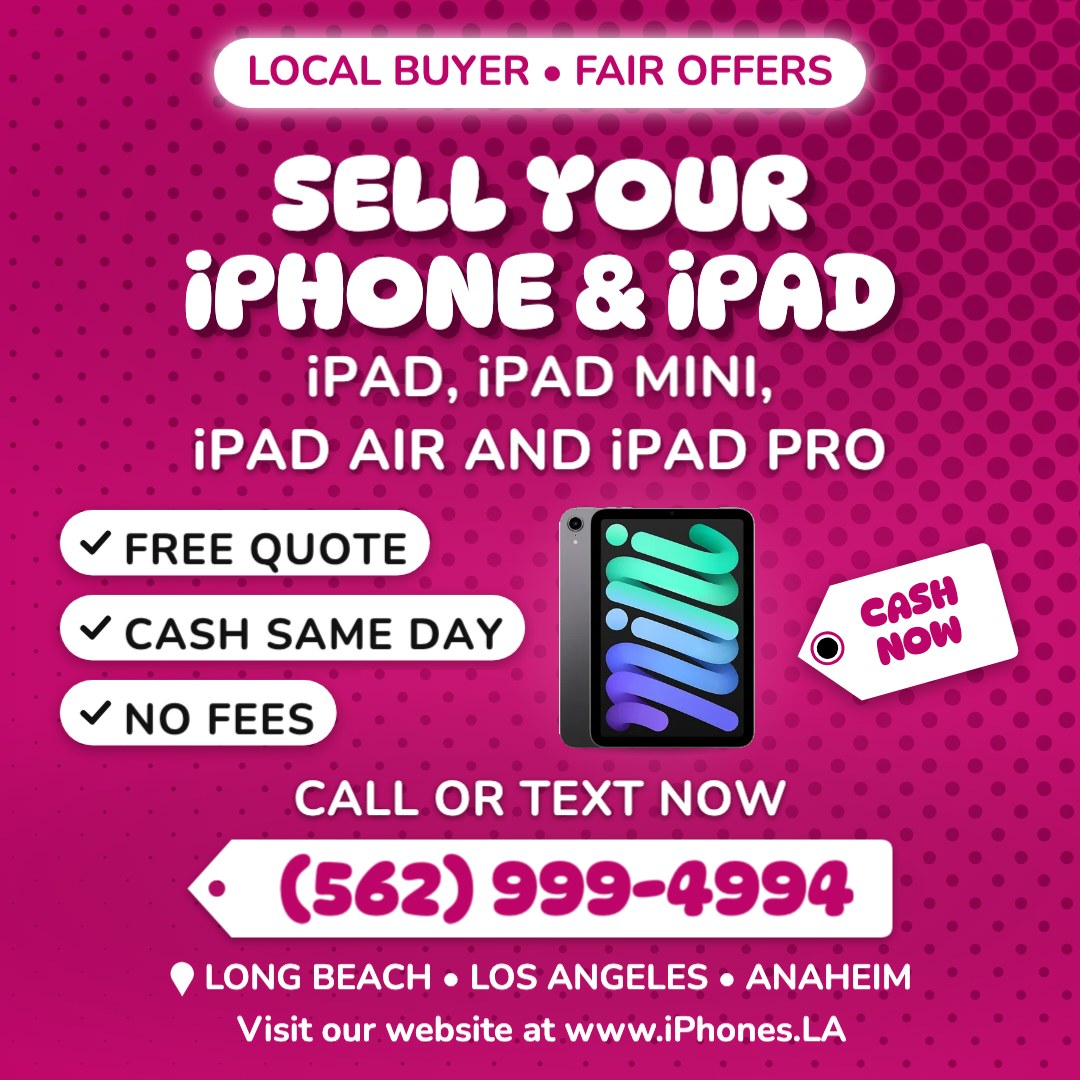 LOCAL BUYER • FAIR OFFERS
SELL YOUR
iPHONE & iPAD
iPAD, iPAD MINI,
iPAD AIR AND iPAD PRO
✓ FREE QUOTE
✓ CASH SAME DAY
✓ NO FEES
CASH
NOW
CALL OR TEXT NOW
(562) 999-4994
LONG BEACH • LOS ANGELES • ANAHEIM
Visit our website at www.iPhones.LA